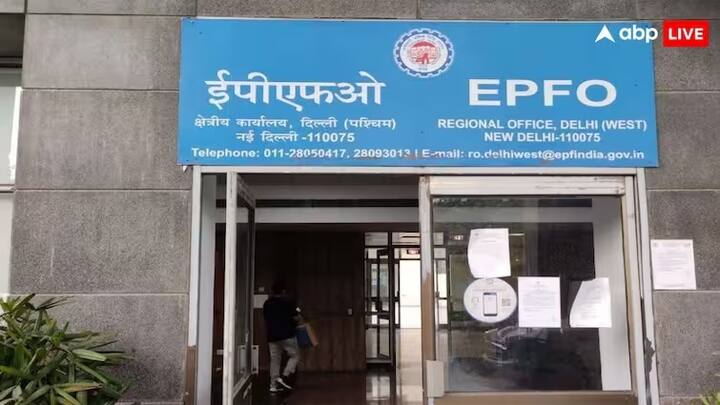 abp LIVE
ईपीएफओ
क्षेत्रीय कार्यालय, दिल्ली (पश्चिम)
नई दिल्ली -110075
EPFO
REGIONAL OFFICE, DELHI (WEST)
NEW DELHI-110075
Telephone: 011-28050417, 28093013 | E-mail: ro.delhiwest@epfindia.gov.in